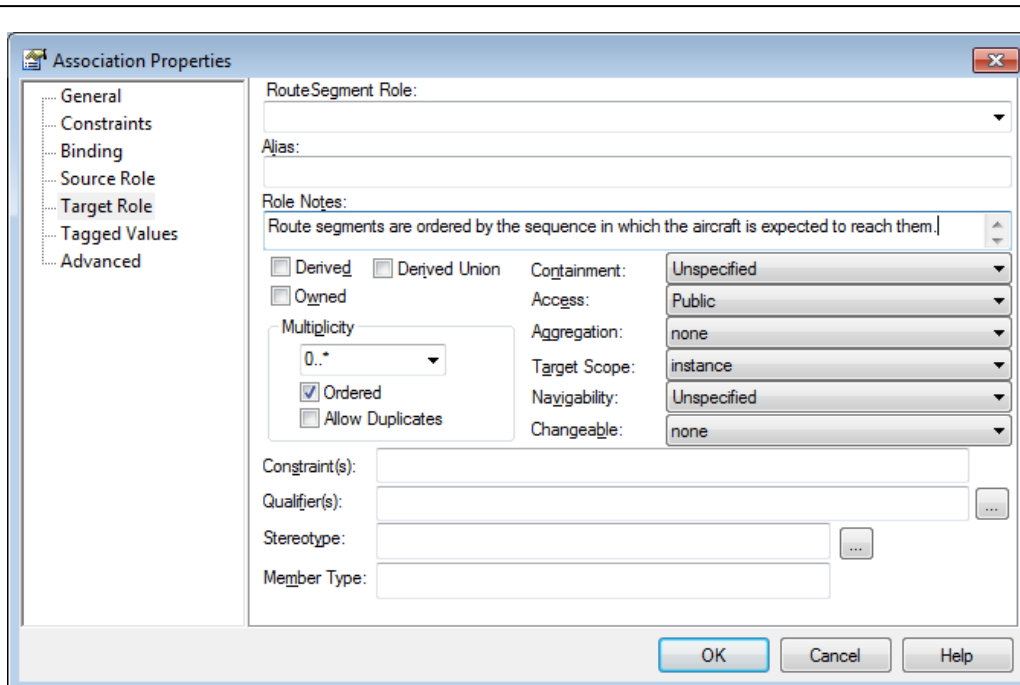 Association Properties
General
Constraints
Binding
Source Role
Target Role
Tagged Values
Advanced
RouteSegment Role:
Alias:
Role Notes:
Route segments are ordered by the sequence in which the aircraft is expected to reach them.
Derived
Derived Union
Owned
Multiplicity
0..*
Ordered
Allow Duplicates
Containment: Unspecified
Access: Public
Aggregation: none
Target Scope: instance
Navigability: Unspecified
Changeable: none
Constraint(s):
Qualifier(s):
...
Stereotype:
...
Member Type:
OK Cancel Help